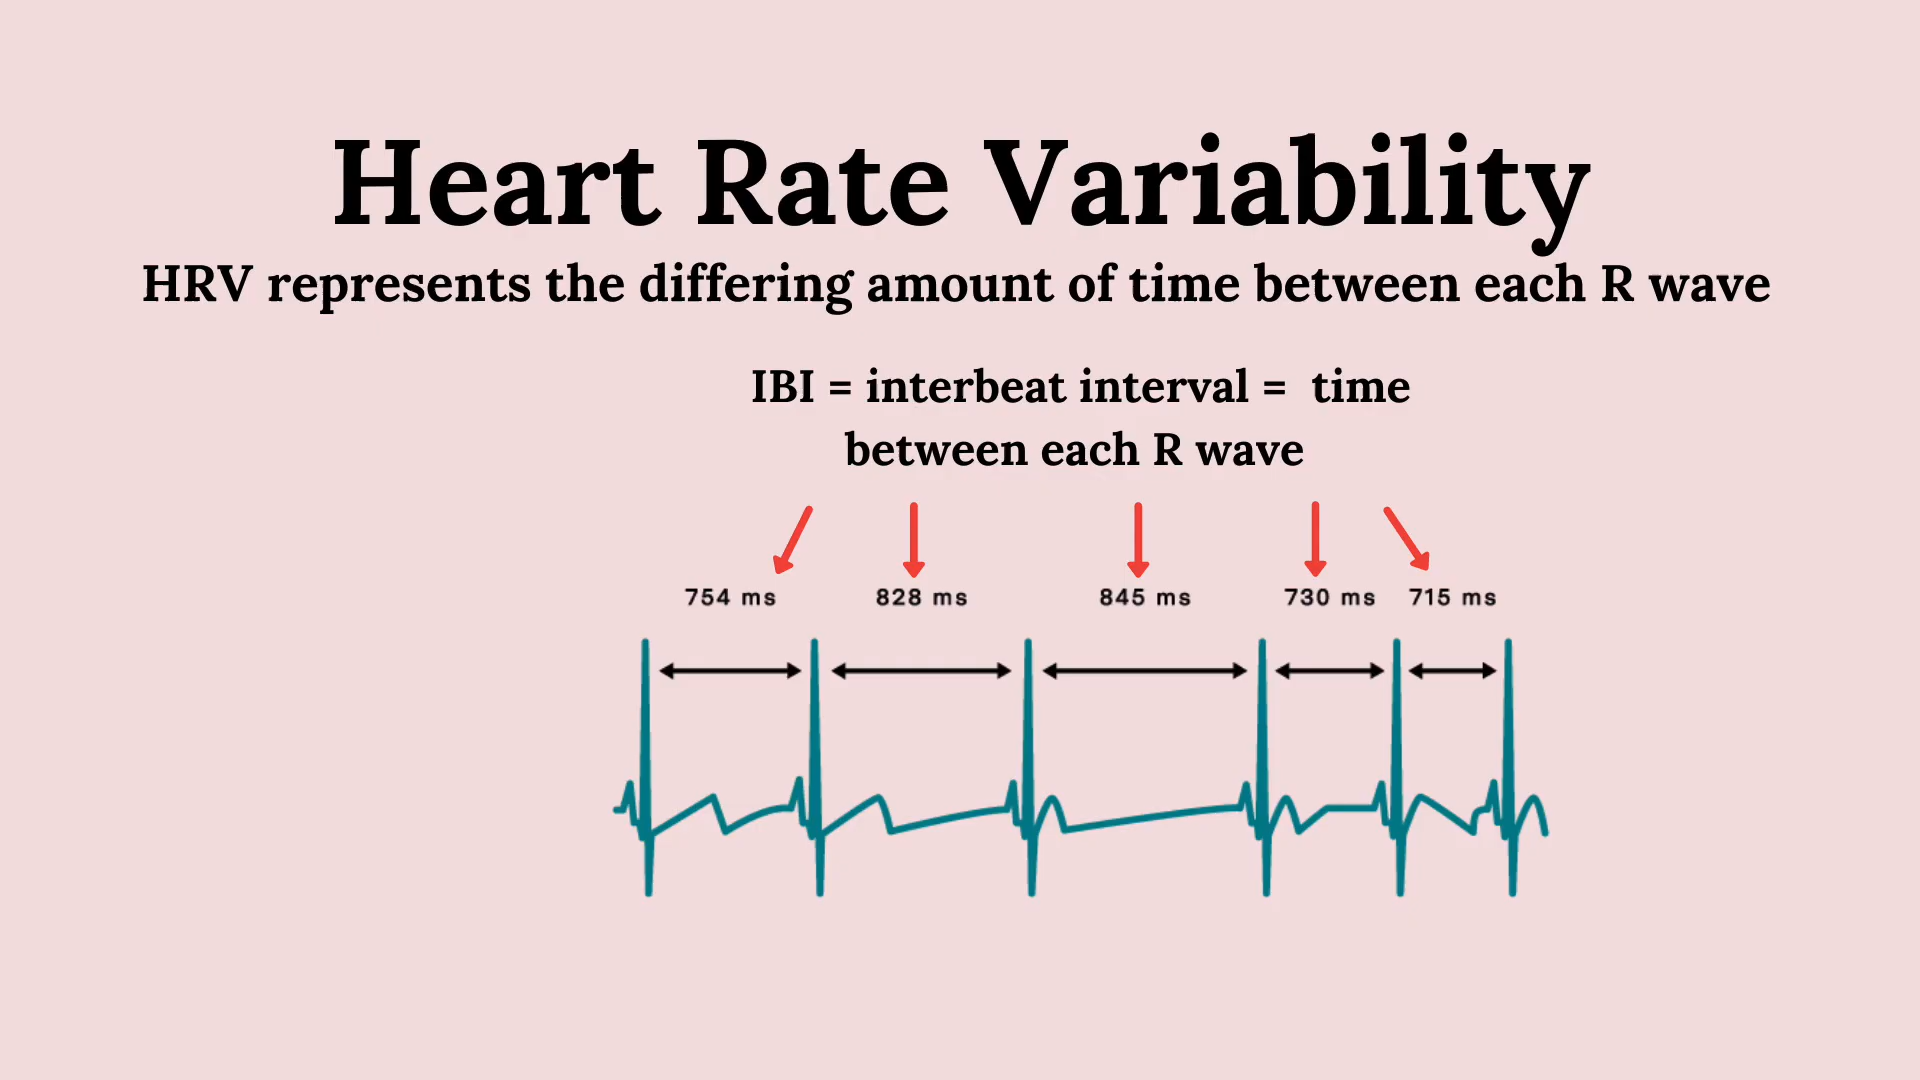 Heart Rate Variability
HRV represents the differing amount of time between each R wave
IBI = interbeat interval = time
between each R wave
754 ms 828 ms 845 ms 730 ms 715 ms